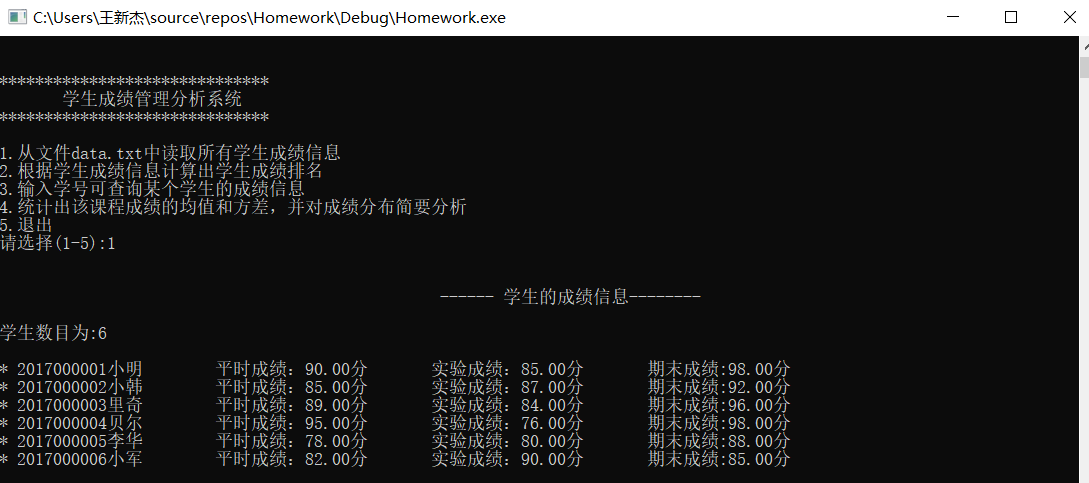 C:\Users\王新杰\source\repos\Homework\Debug\Homework.exe
******************************
学生成绩管理分析系统
******************************
1.从文件data.txt中读取所有学生成绩信息
2.根据学生成绩信息计算出学生成绩排名
3.输入学号可查询某个学生的成绩信息
4.统计出该课程成绩的均值和方差，并对成绩分布简要分析
5.退出
请选择(1-5):1
------ 学生的成绩信息--------
学生数目为:6
* 2017000001小明 平时成绩：90.00分 实验成绩：85.00分 期末成绩:98.00分
* 2017000002小韩 平时成绩：85.00分 实验成绩：87.00分 期末成绩:92.00分
* 2017000003里奇 平时成绩：89.00分 实验成绩：84.00分 期末成绩:96.00分
* 2017000004贝尔 平时成绩：95.00分 实验成绩：76.00分 期末成绩:98.00分
* 2017000005李华 平时成绩：78.00分 实验成绩：80.00分 期末成绩:88.00分
* 2017000006小军 平时成绩：82.00分 实验成绩：90.00分 期末成绩:85.00分